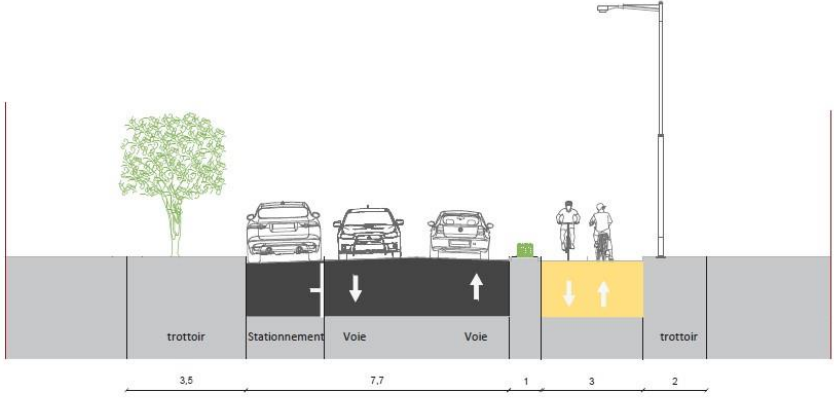 trottoir
Stationnement
Voie
Voie
trottoir
3,5
7,7
1
3
2